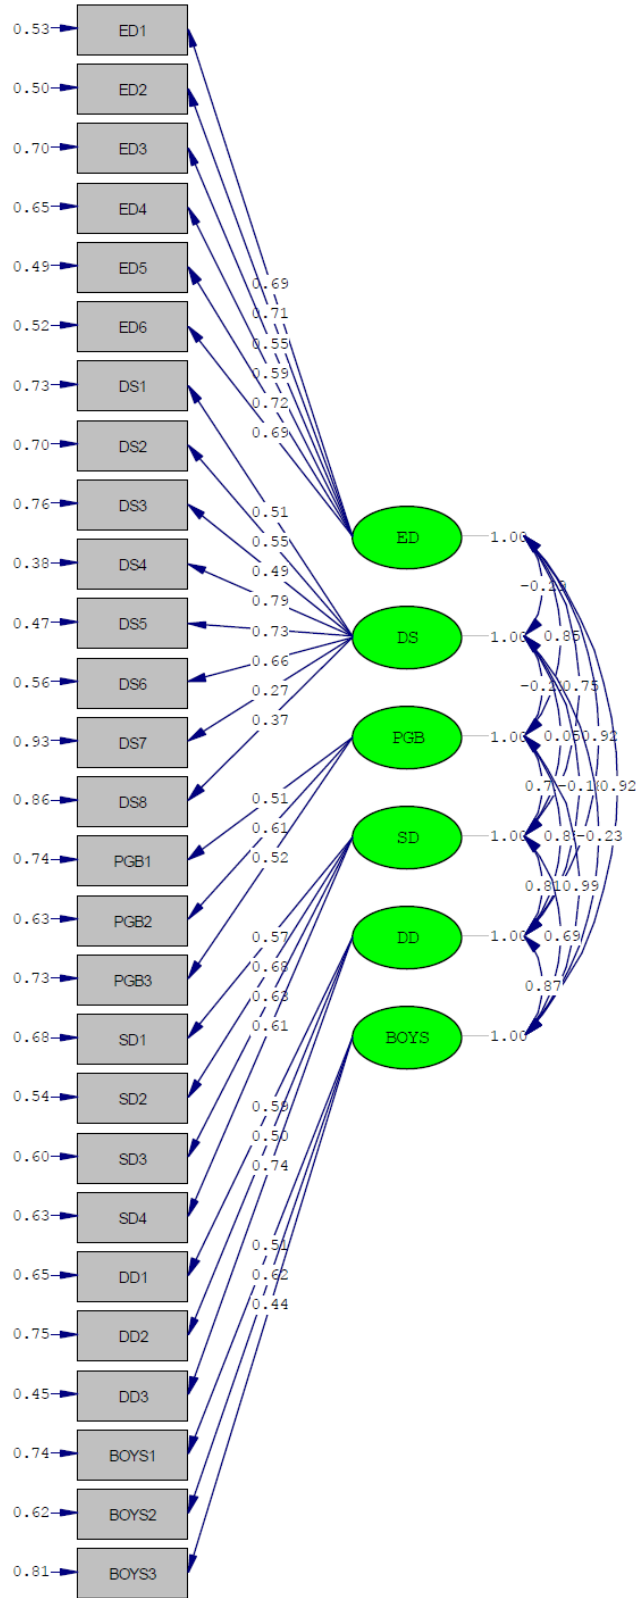 0.53 ED1
0.50 ED2
0.70 ED3
0.65 ED4
0.49 ED5
0.69
0.71
0.52 ED6
0.55
0.59
0.73 DS1
0.72
0.69
0.70 DS2
0.76 DS3
0.51
ED 1.00
0.55
0.38 DS4
0.49
-0.19
0.79
0.47 DS5
0.73
DS 1.00 0.85
0.66
0.56 DS6
0.27
0.75
0.37
0.93 DS7
PGB 1.00 0.05 0.92
0.86 DS8
0.92
0.51
0.61
SD 1.00 -0.23
0.74 PGB1
0.52
0.81 0.99
0.63 PGB2
0.57
DD 1.00 0.69
0.68
0.73 PGB3
0.63
0.87
0.61
0.68 SD1
BOYS 1.00
0.54 SD2
0.59
0.50
0.60 SD3
0.74
0.63 SD4
0.51
0.65 DD1
0.62
0.44
0.75 DD2
0.45 DD3
0.74 BOYS1
0.62 BOYS2
0.81 BOYS3